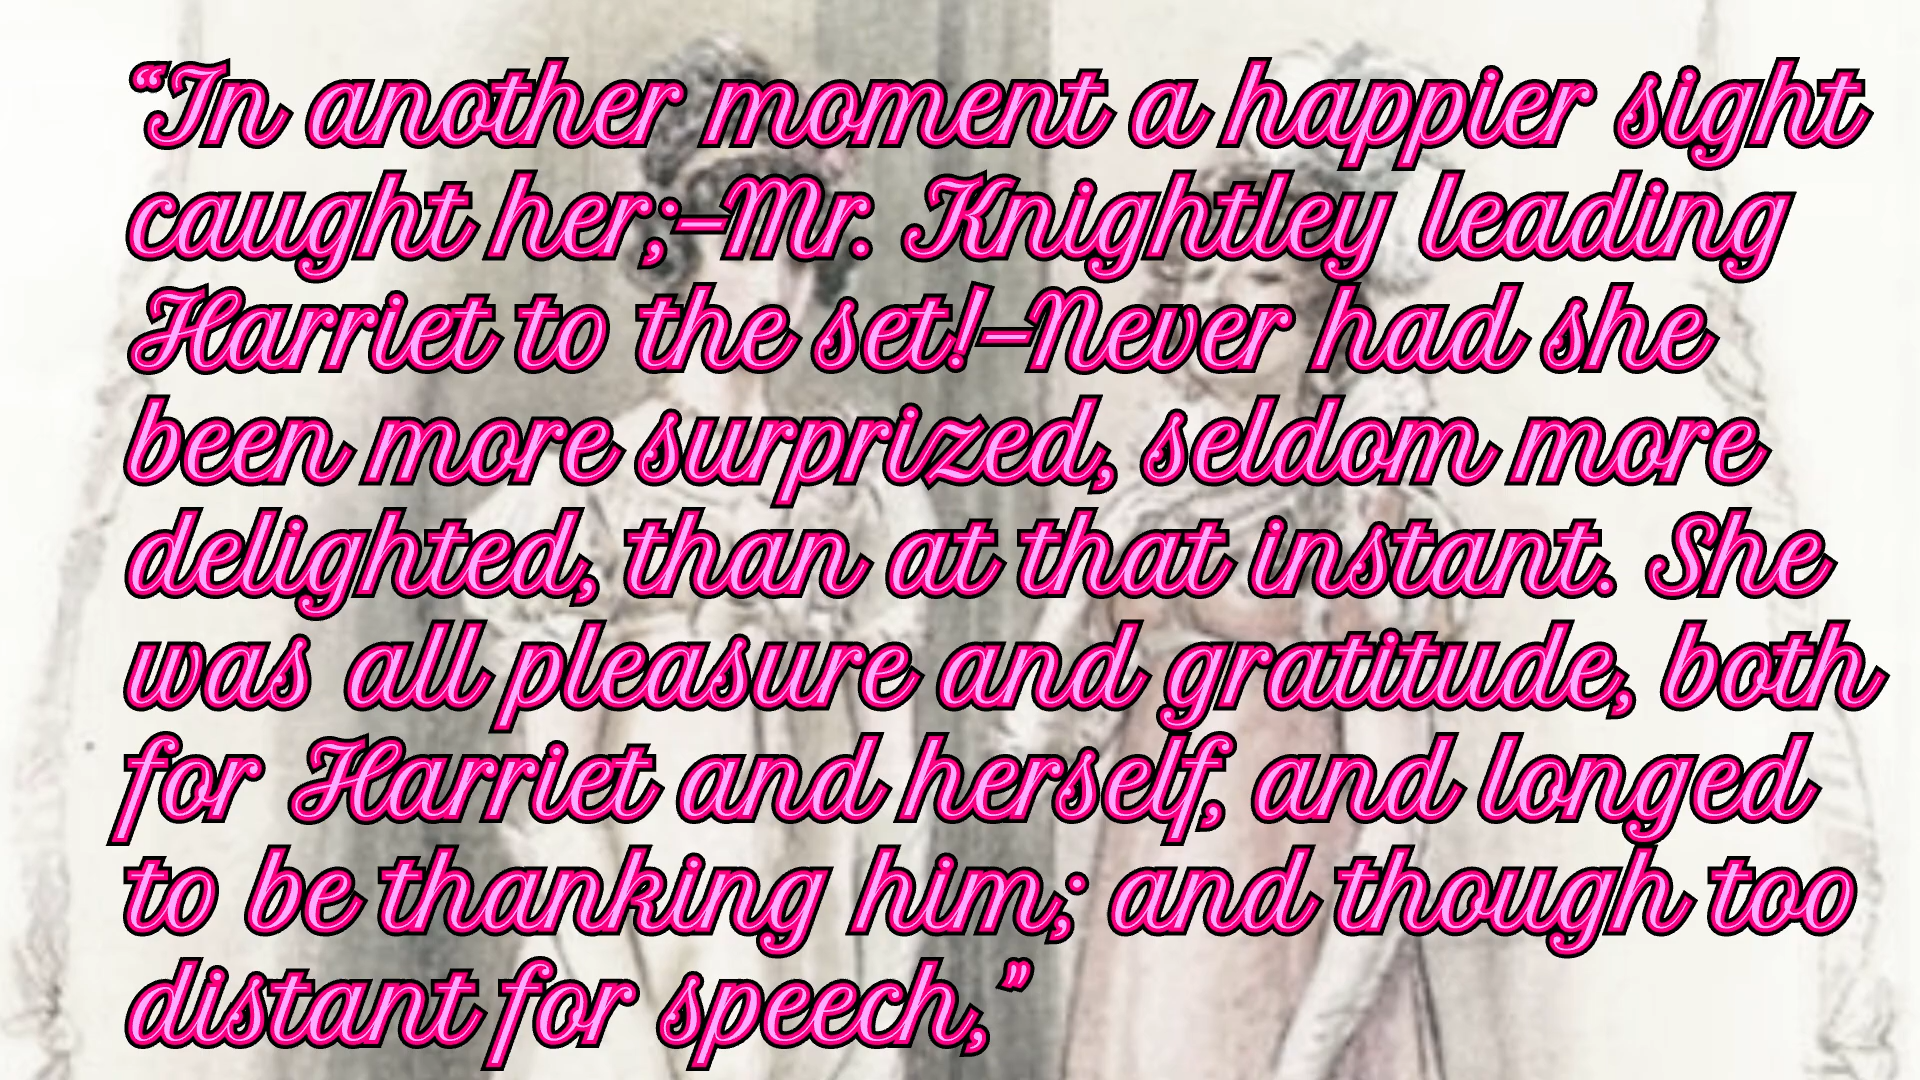 “In another moment a happier sight
caught her;–Mr. Knightley leading
Harriet to the set!–Never had she
been more surprized, seldom more
delighted, than at that instant. She
was all pleasure and gratitude, both
for Harriet and herself, and longed
to be thanking him; and though too
distant for speech,”